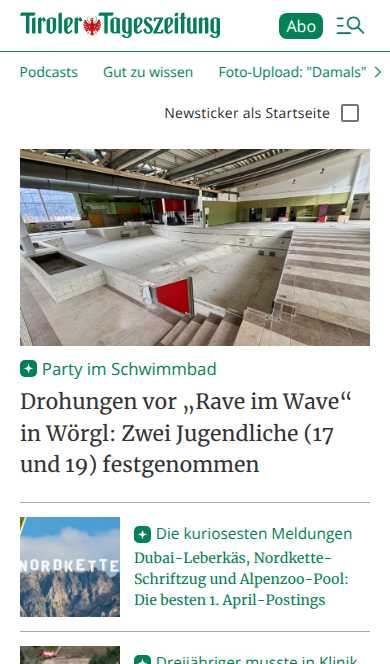 Tiroler Tageszeitung
Abo
Podcasts Gut zu wissen Foto-Upload: "Damals"
Newsticker als Startseite
Party im Schwimmbad
Drohungen vor „Rave im Wave“
in Wörgl: Zwei Jugendliche (17
und 19) festgenommen
NORDKETTE
Die kuriosesten Meldungen
Dubai-Leberkäs, Nordkette-
Schriftzug und Alpenzoo-Pool:
Die besten 1. April-Postings
Dreijähriger musste in Klinik